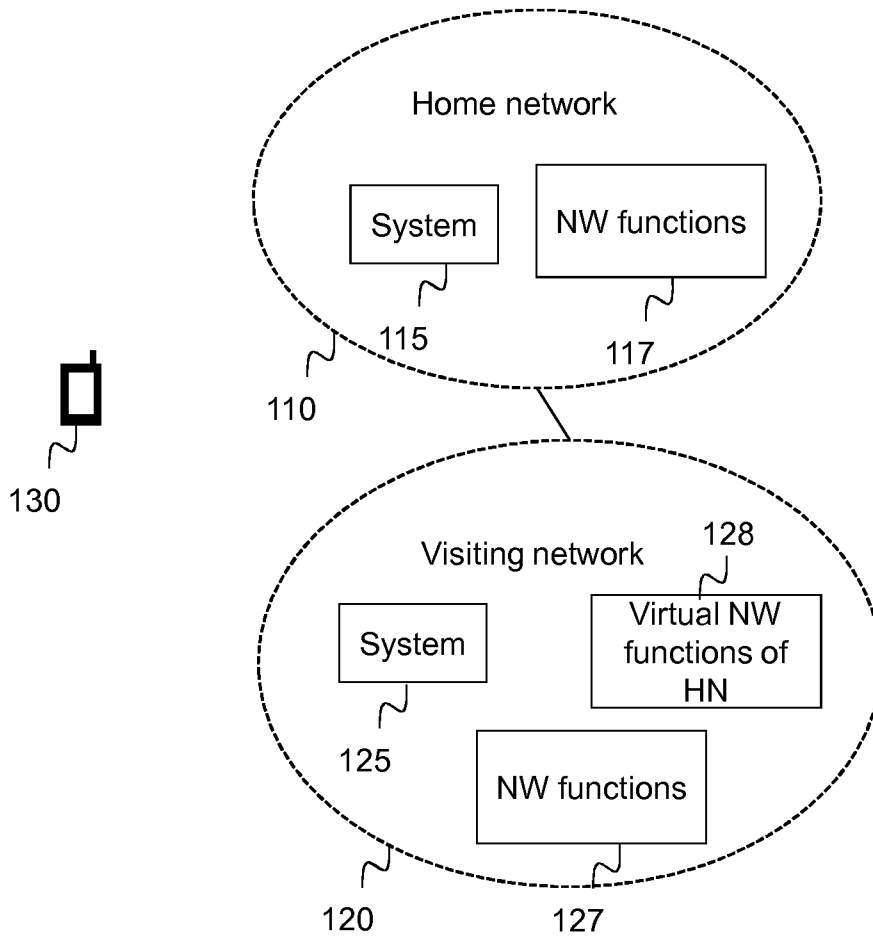 Home network
System
NW functions
115
117
110
130
128
Visiting network
Virtual NW
functions of
HN
System
125
NW functions
120
127